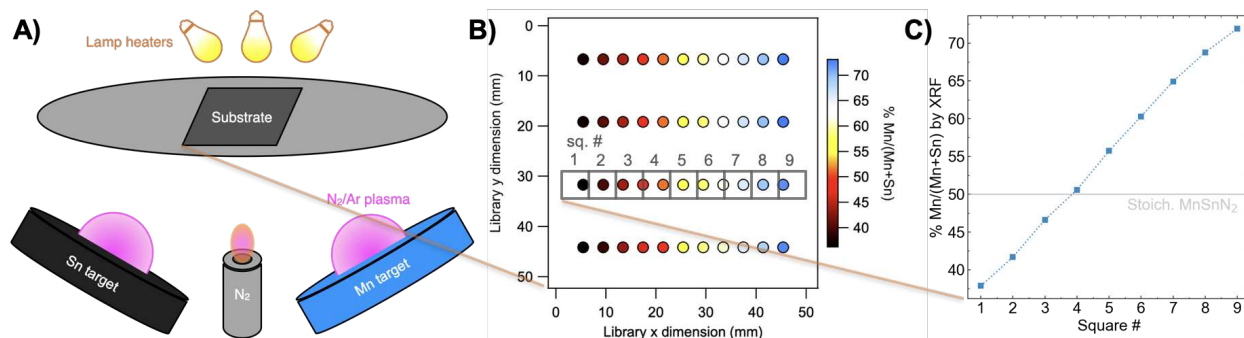 A)
Lamp heaters
Substrate
N₂/Ar plasma
Sn target
N₂
Mn target
B)
Library y dimension (mm)
0
10
20
30
40
50
sq. #
1 2 3 4 5 6 7 8 9
0 10 20 30 40 50
Library x dimension (mm)
70
65
60
55
50
45
40
% Mn/(Mn+Sn)
C)
% Mn/(Mn+Sn) by XRF
70
65
60
55
50
45
40
Stoich. MnSnN₂
1 2 3 4 5 6 7 8 9
Square #